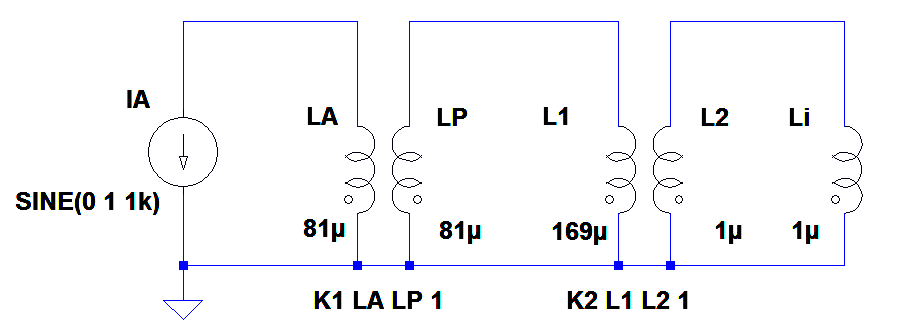 IA
LA
LP
L1
L2
Li
SINE(0 1 1k)
81µ
81µ
169µ
1µ
1µ
K1 LA LP 1
K2 L1 L2 1